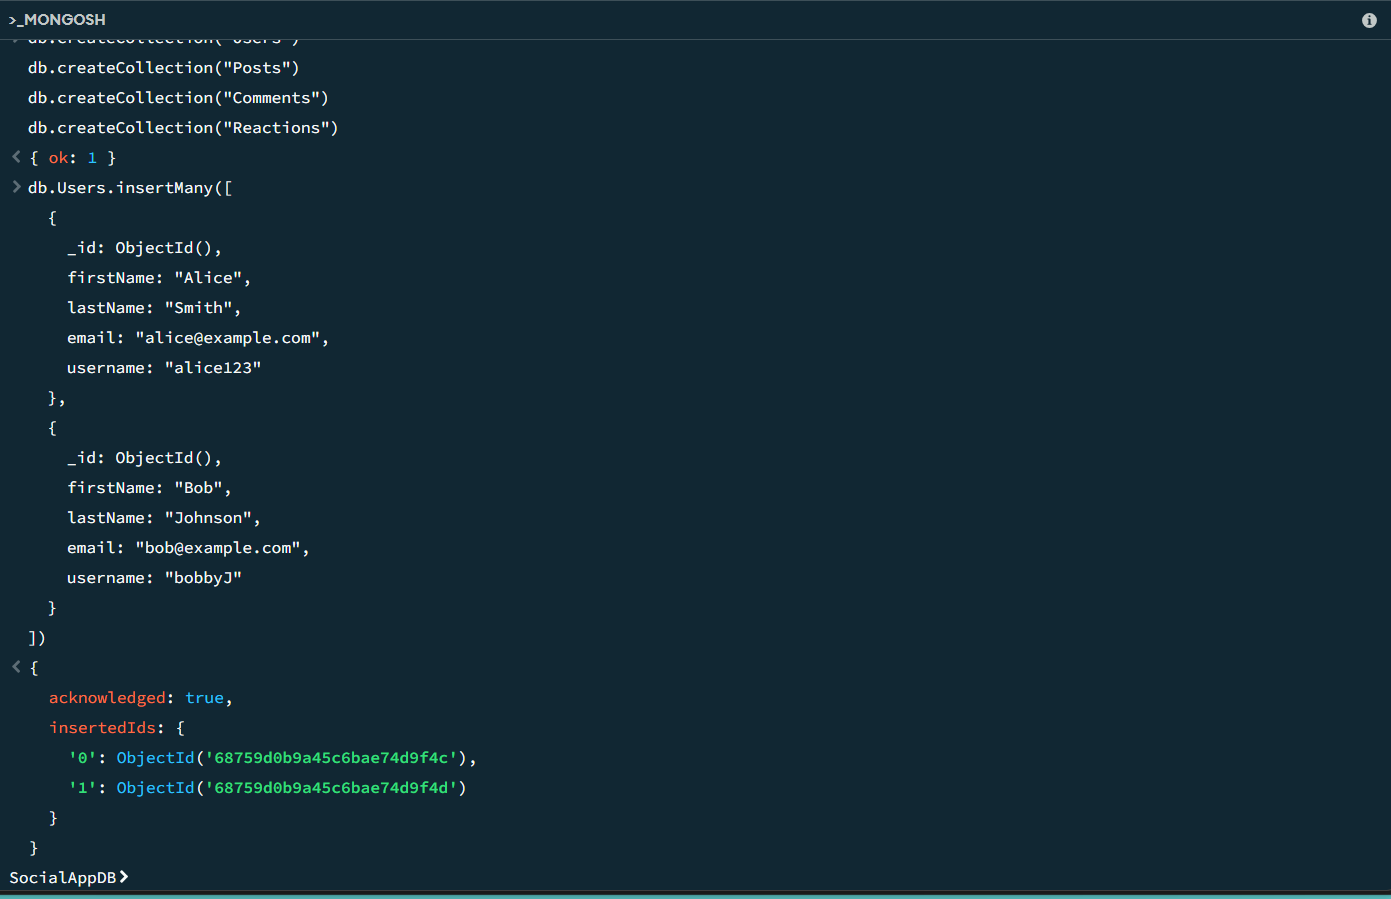 >_MONGOSH
db.createCollection("Users")
db.createCollection("Posts")
db.createCollection("Comments")
db.createCollection("Reactions")
< { ok: 1 }
> db.Users.insertMany([
{
_id: ObjectId(),
firstName: "Alice",
lastName: "Smith",
email: "alice@example.com",
username: "alice123"
},
{
_id: ObjectId(),
firstName: "Bob",
lastName: "Johnson",
email: "bob@example.com",
username: "bobbyJ"
}
])
< {
acknowledged: true,
insertedIds: {
'0': ObjectId('68759d0b9a45c6bae74d9f4c'),
'1': ObjectId('68759d0b9a45c6bae74d9f4d')
}
}
SocialAppDB>